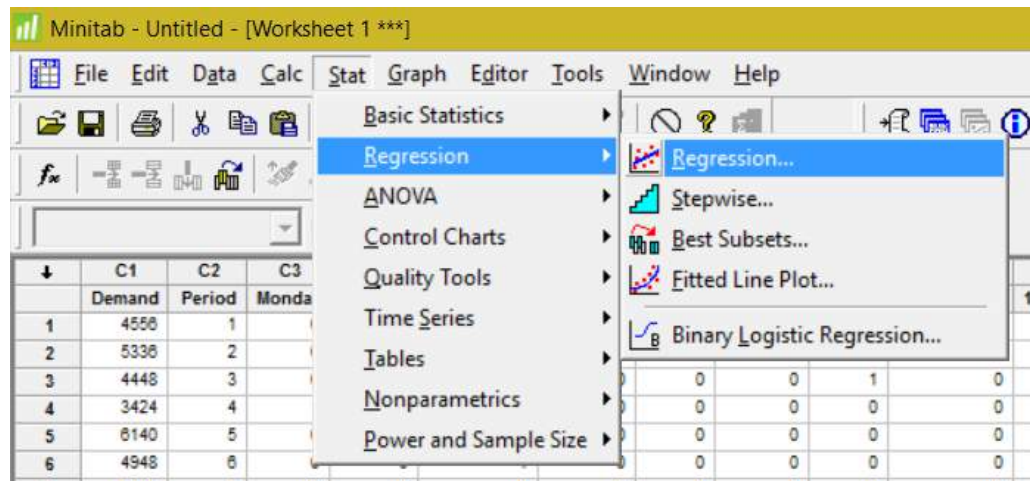 Minitab - Untitled - [Worksheet 1 ***]
File Edit Data Calc Stat Graph Editor Tools Window Help
Basic Statistics
Regression
ANOVA
Control Charts
Quality Tools
Time Series
Tables
Nonparametrics
Power and Sample Size
Regression...
Stepwise...
Best Subsets...
Fitted Line Plot...
Binary Logistic Regression...
C1 C2 C3
Demand Period Monda
1 4556 1
2 5336 2
3 4448 3 0 0 1 0
4 3424 4 0 0 0 0
5 6140 5 0 0 0 0
6 4948 6 0 0 0 0